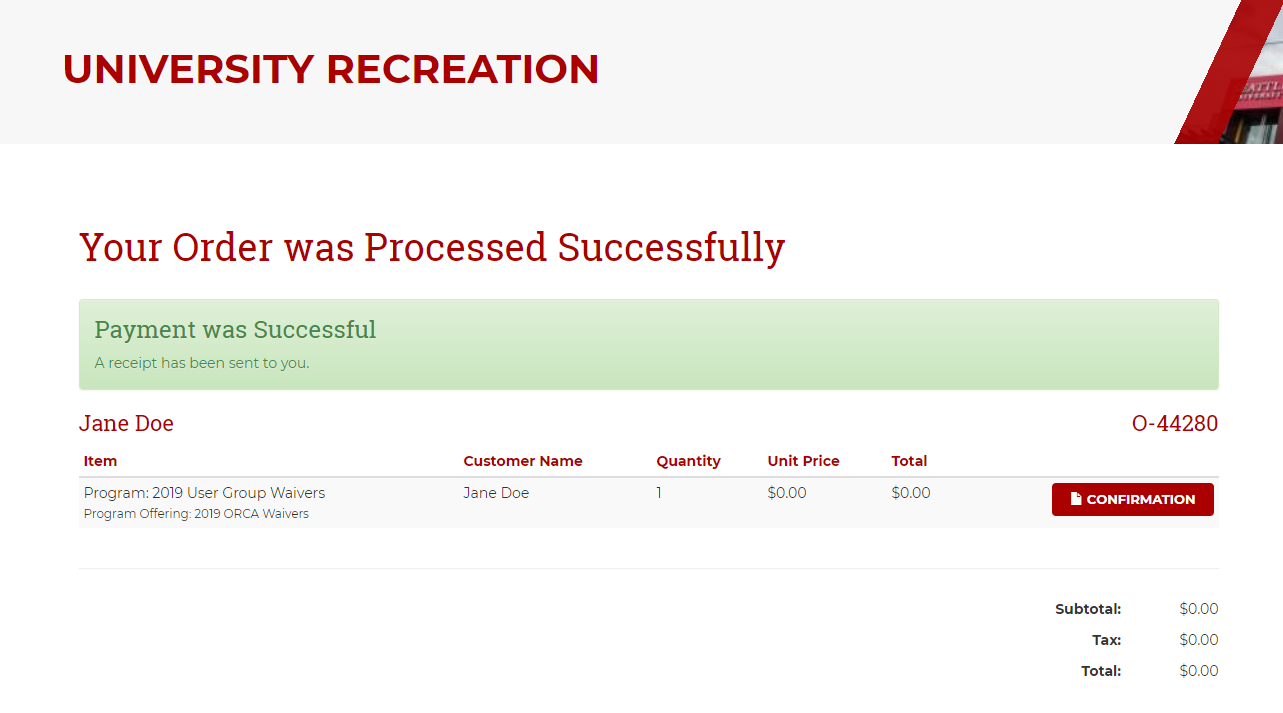 UNIVERSITY RECREATION
Your Order was Processed Successfully
Payment was Successful
A receipt has been sent to you.
Jane Doe O-44280
Item Customer Name Quantity Unit Price Total
Program: 2019 User Group Waivers Jane Doe 1 $0.00 $0.00 CONFIRMATION
Program Offering: 2019 ORCA Waivers
Subtotal: $0.00
Tax: $0.00
Total: $0.00